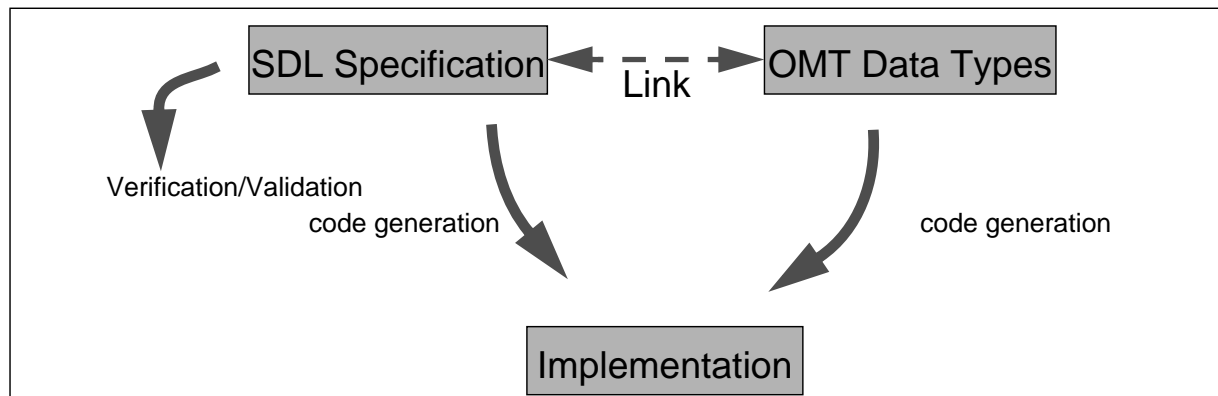 SDL Specification
OMT Data Types
Link
Verification/Validation
code generation
code generation
Implementation